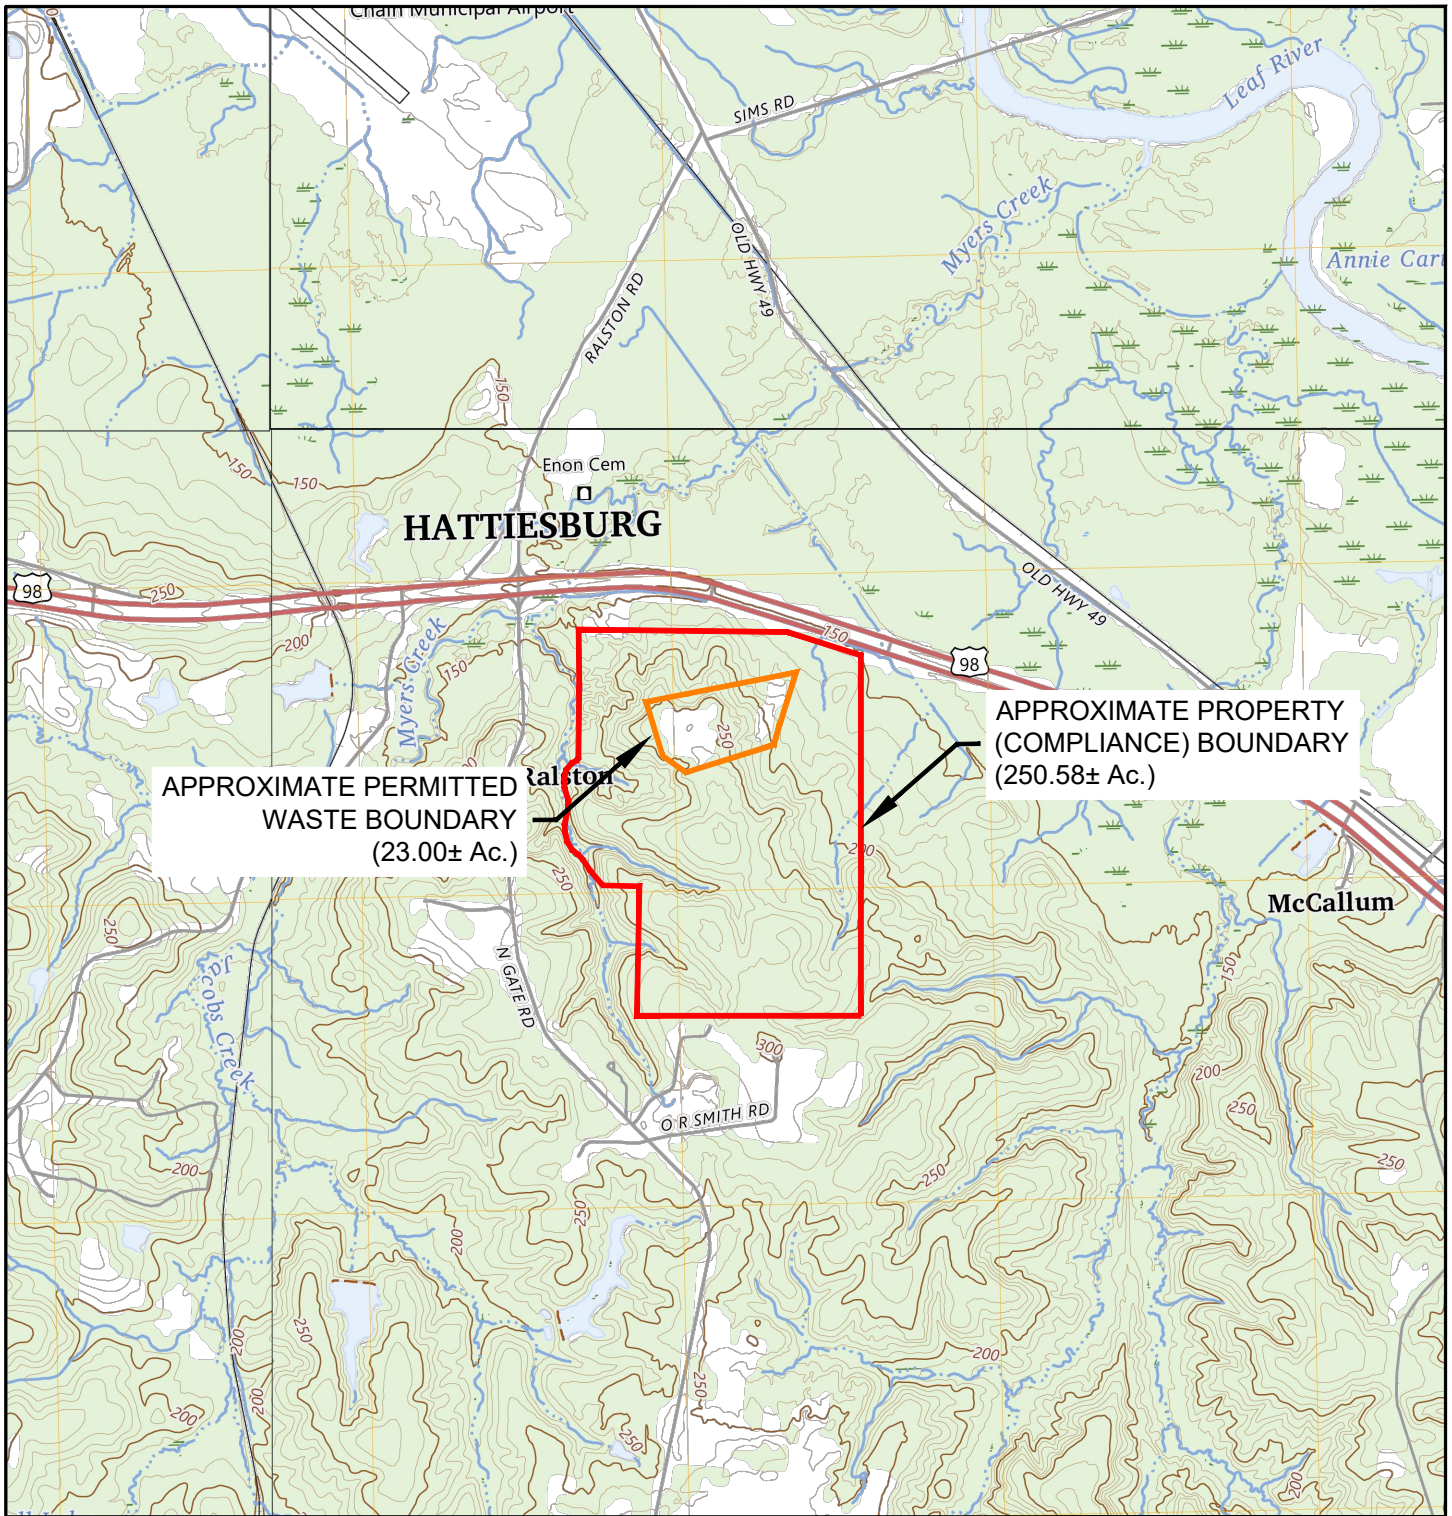 Chain Municipal Airport
SIMS RD
Leaf River
Myers Creek
OLD HWY 49
Annie
RALSTON RD
150
150
150
Enon Cem
HATTIESBURG
98
250
200
Myers Creek
150
OLD HWY 49
150
98
250
APPROXIMATE PROPERTY
(COMPLIANCE) BOUNDARY
(250.58± Ac.)
Ralston
APPROXIMATE PERMITTED
WASTE BOUNDARY
(23.00± Ac.)
200
250
McCallum
250
N GATE RD
Jacobs Creek
150
300
O R SMITH RD
200
250
200
250
250
250
200
200
250
200
250
200
200
250
250
200